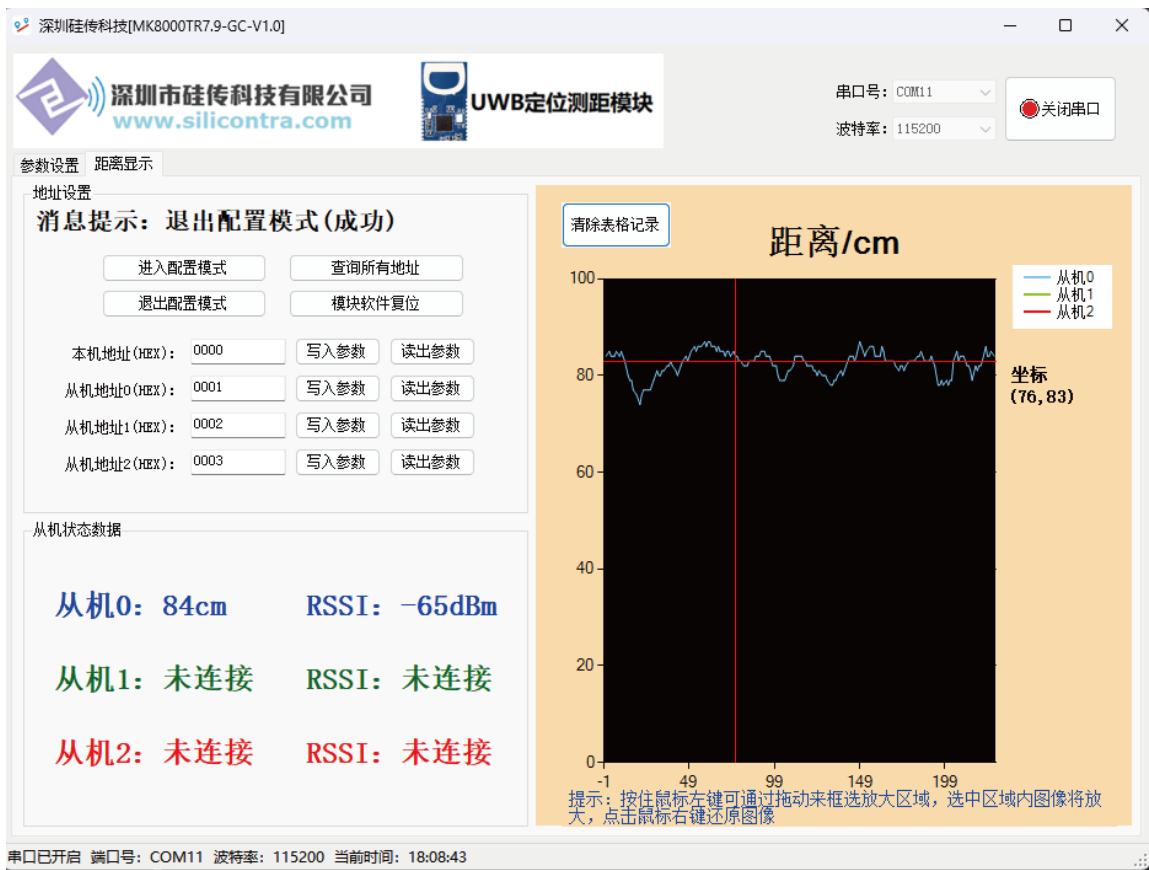 深圳硅传科技[MK8000TR7.9-GC-V1.0]
深圳市硅传科技有限公司
www.silicontra.com
UWB定位测距模块
串口号: COM11
波特率: 115200
关闭串口
参数设置 距离显示
地址设置
消息提示: 退出配置模式(成功)
进入配置模式 查询所有地址
退出配置模式 模块软件复位
本机地址(HEX): 0000 写入参数 读出参数
从机地址0(HEX): 0001 写入参数 读出参数
从机地址1(HEX): 0002 写入参数 读出参数
从机地址2(HEX): 0003 写入参数 读出参数
从机状态数据
从机0: 84cm RSSI: -65dBm
从机1: 未连接 RSSI: 未连接
从机2: 未连接 RSSI: 未连接
清除表格记录
距离/cm
从机0
从机1
从机2
坐标
(76,83)
100
80
60
40
20
0
-1 49 99 149 199
提示: 按住鼠标左键可通过拖动来框选放大区域，选中区域内图像将放
大，点击鼠标右键还原图像
串口已开启 端口号: COM11 波特率: 115200 当前时间: 18:08:43